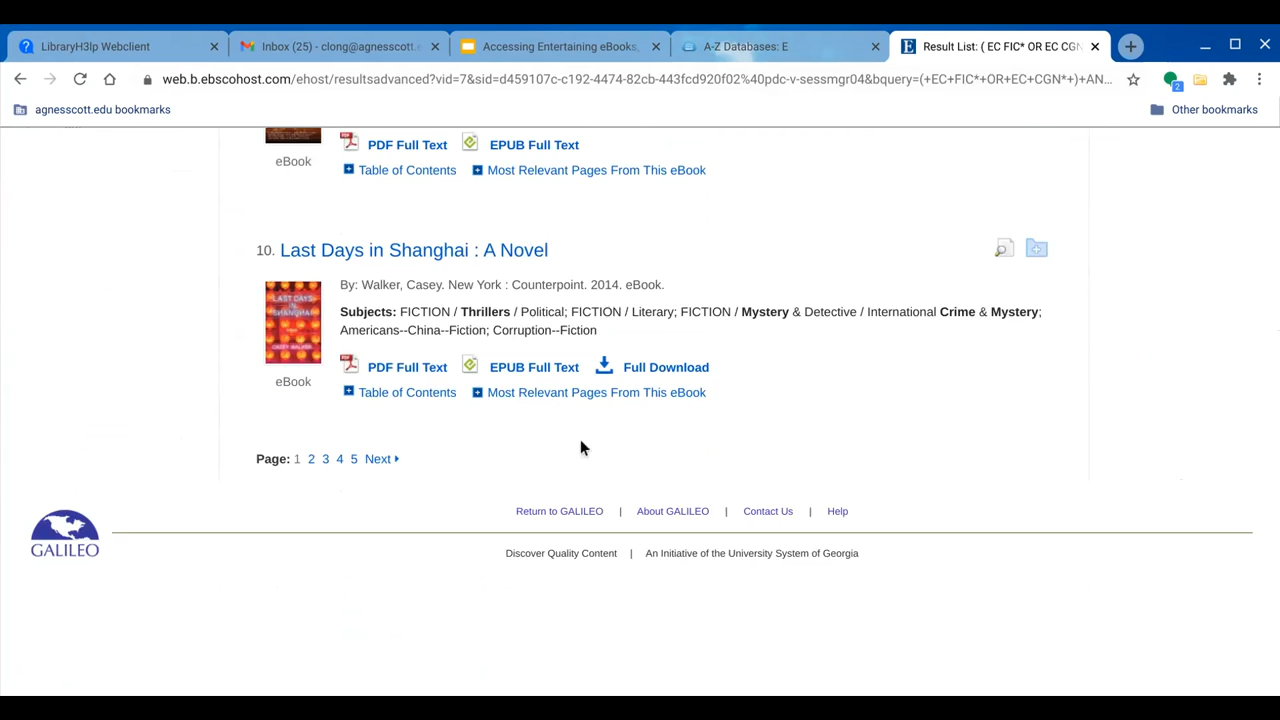 LibraryH3lp Webclient
Inbox (25) - clong@agnesscott.e
Accessing Entertaining eBooks,
A-Z Databases: E
Result List: ( EC FIC* OR EC CGN
web.b.ebscohost.com/ehost/resultsadvanced?vid=7&sid=d459107c-c192-4474-82cb-443fcd920f02%40pdc-v-sessmgr04&bquery=(+EC+FIC*+OR+EC+CGN*+)+AN...
2
agnesscott.edu bookmarks
Other bookmarks
PDF Full Text EPUB Full Text
eBook
Table of Contents Most Relevant Pages From This eBook
10. Last Days in Shanghai : A Novel
By: Walker, Casey. New York : Counterpoint. 2014. eBook.
Subjects: FICTION / Thrillers / Political; FICTION / Literary; FICTION / Mystery & Detective / International Crime & Mystery;
Americans--China--Fiction; Corruption--Fiction
LAST DAYS
IN
SHANGHAI
CASEY WALKER
PDF Full Text EPUB Full Text Full Download
eBook
Table of Contents Most Relevant Pages From This eBook
Page: 1 2 3 4 5 Next
Return to GALILEO | About GALILEO | Contact Us | Help
GALILEO
Discover Quality Content | An Initiative of the University System of Georgia